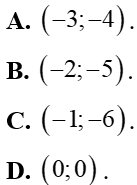 A. (−3;−4).
B. (−2;−5).
C. (−1;−6).
D. (0;0).